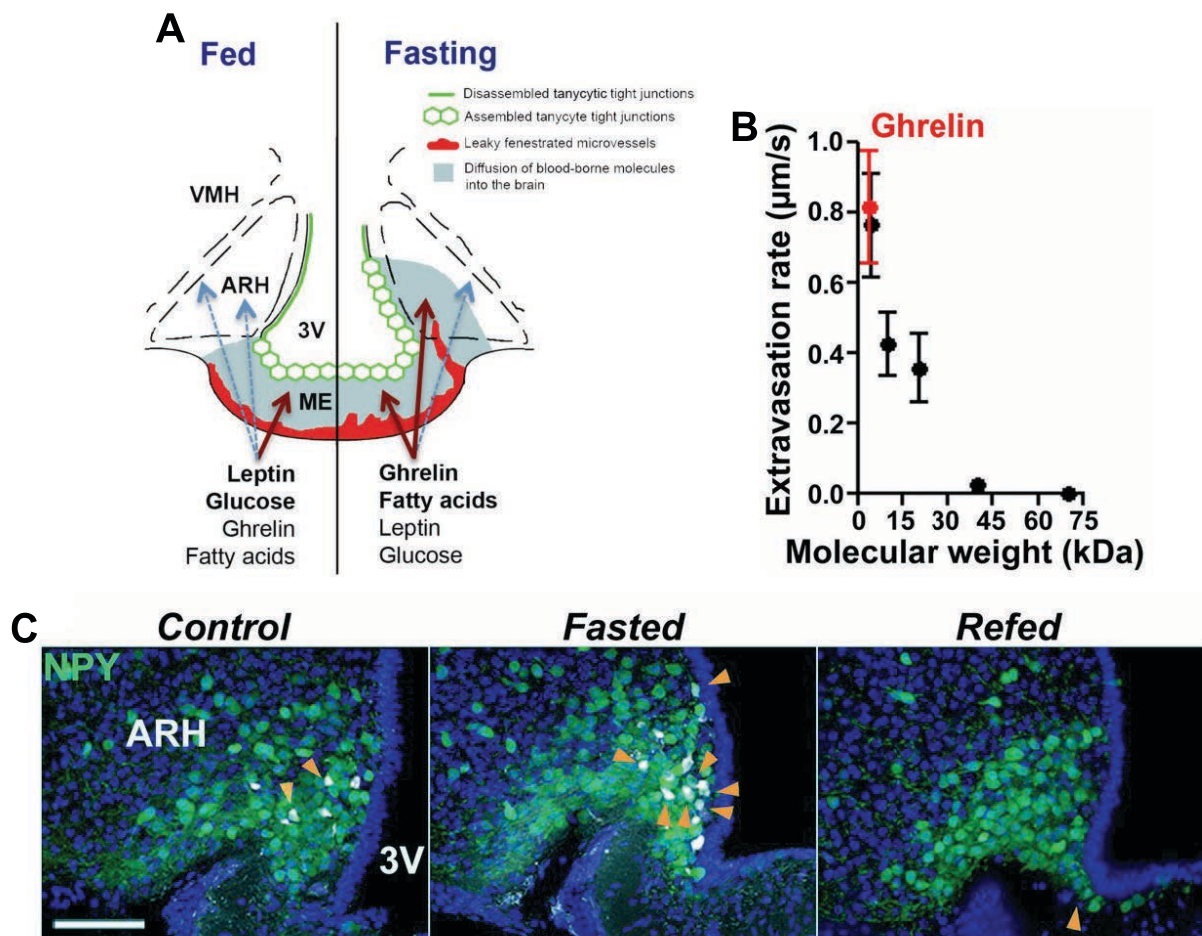 A
Fed
Fasting
Disassembled tanycytic tight junctions
Assembled tanycyte tight junctions
Leaky fenestrated microvessels
Diffusion of blood-borne molecules
into the brain
VMH
ARH
3V
ME
Leptin
Glucose
Ghrelin
Fatty acids
Ghrelin
Fatty acids
Leptin
Glucose
B
Ghrelin
Extravasation rate (µm/s)
1.0
0.8
0.6
0.4
0.2
0.0
0 15 30 45 60 75
Molecular weight (kDa)
C
Control
Fasted
Refed
NPY
ARH
3V